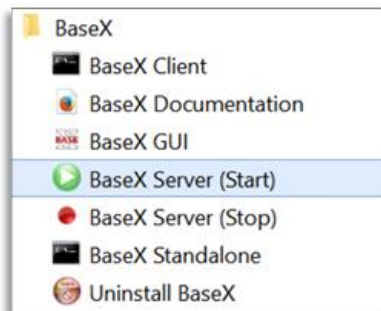 BaseX
BaseX Client
BaseX Documentation
BaseX GUI
BaseX Server (Start)
BaseX Server (Stop)
BaseX Standalone
Uninstall BaseX